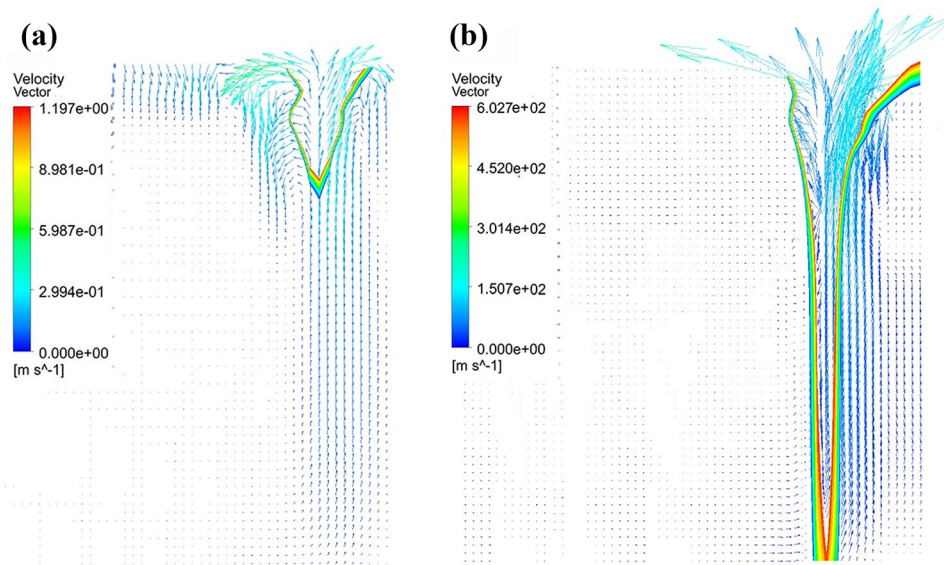 (a)
Velocity
Vector
1.197e+00
8.981e-01
5.987e-01
2.994e-01
0.000e+00
[m s^-1]
(b)
Velocity
Vector
6.027e+02
4.520e+02
3.014e+02
1.507e+02
0.000e+00
[m s^-1]